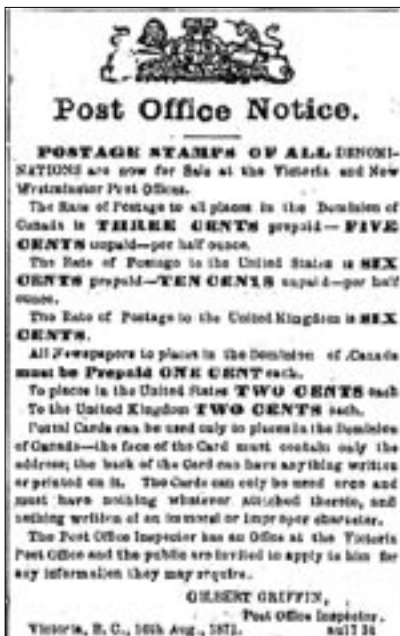 Post Office Notice.
POSTAGE STAMPS OF ALL DENOMI-
NATIONS are now for Sale at the Victoria and New
Westminster Post Offices.
The Rate of Postage to all places in the Dominion of
Canada is THREE CENTS prepaid—FIVE
CENTS unpaid—per half ounce.
The Rate of Postage to the United States is SIX
CENTS prepaid—TEN CENTS unpaid—per half
ounce.
The Rate of Postage to the United Kingdom is SIX
CENTS.
All Newspapers to places in the Dominion of Canada
must be Prepaid ONE CENT each.
To places in the United States TWO CENTS each
To the United Kingdom TWO CENTS each.
Postal Cards can be used only to places in the Dominion
of Canada—the face of the Card must contain only the
address; the back of the Card can have anything written
or printed on it. The Cards can only be used once and
must have nothing whatever attached thereto, and
nothing written of an immoral or improper character.
The Post Office Inspector has an Office at the Victoria
Post Office and the public are invited to apply to him for
any information they may require.
GILBERT GRIFFIN,
Post Office Inspector.
Victoria, B. C., 16th Aug., 1871. au17